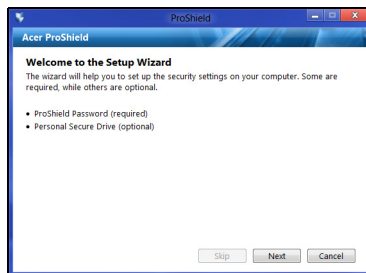 ProShield
Acer ProShield
Welcome to the Setup Wizard
The wizard will help you to set up the security settings on your computer. Some are
required, while others are optional.
• ProShield Password (required)
• Personal Secure Drive (optional)
Skip Next Cancel